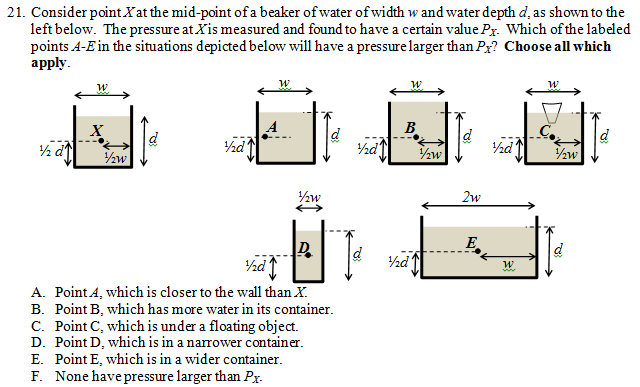 21. Consider point X at the mid-point of a beaker of water of width w and water depth d, as shown to the
left below. The pressure at X is measured and found to have a certain value PX. Which of the labeled
points A-E in the situations depicted below will have a pressure larger than PX? Choose all which
apply.
w w w w
X A B C
½ d ½w d ½d d ½d ½w d ½d ½w d
½w 2w
D E
½d d ½d w d
A. Point A, which is closer to the wall than X.
B. Point B, which has more water in its container.
C. Point C, which is under a floating object.
D. Point D, which is in a narrower container.
E. Point E, which is in a wider container.
F. None have pressure larger than PX.